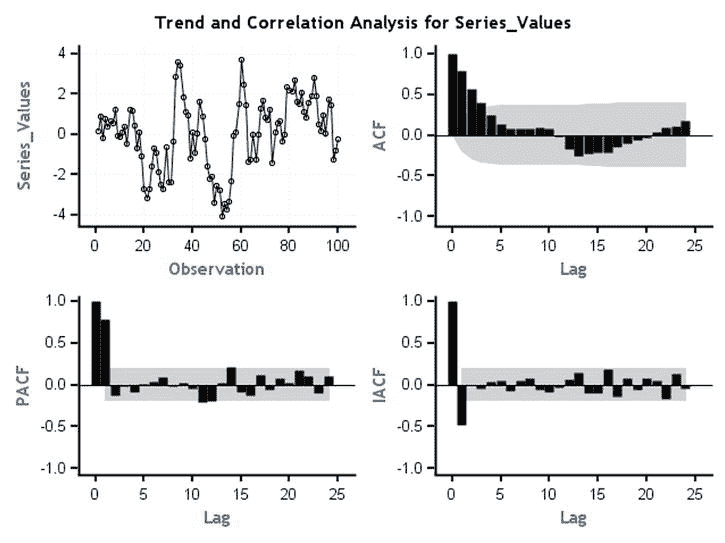 Trend and Correlation Analysis for Series_Values
Series_Values
4
2
0
-2
-4
0 20 40 60 80 100
Observation
ACF
1.0
0.5
0.0
-0.5
-1.0
0 5 10 15 20 25
Lag
PACF
1.0
0.5
0.0
-0.5
-1.0
0 5 10 15 20 25
Lag
IACF
1.0
0.5
0.0
-0.5
-1.0
0 5 10 15 20 25
Lag